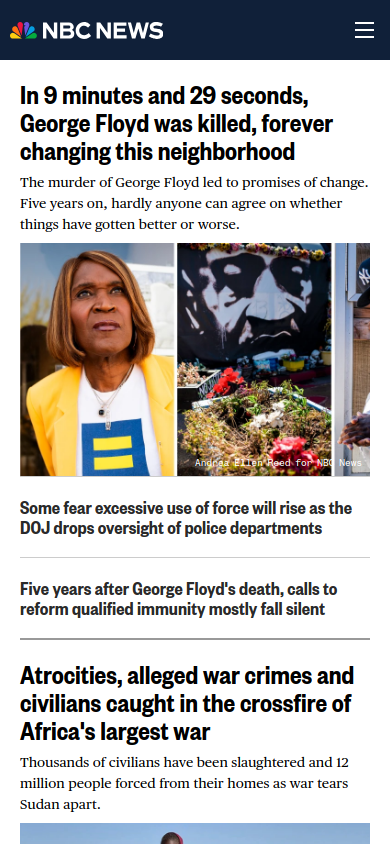 NBC NEWS
In 9 minutes and 29 seconds,
George Floyd was killed, forever
changing this neighborhood
The murder of George Floyd led to promises of change.
Five years on, hardly anyone can agree on whether
things have gotten better or worse.
Andrea Ellen Reed for NBC News
Some fear excessive use of force will rise as the
DOJ drops oversight of police departments
Five years after George Floyd's death, calls to
reform qualified immunity mostly fall silent
Atrocities, alleged war crimes and
civilians caught in the crossfire of
Africa's largest war
Thousands of civilians have been slaughtered and 12
million people forced from their homes as war tears
Sudan apart.